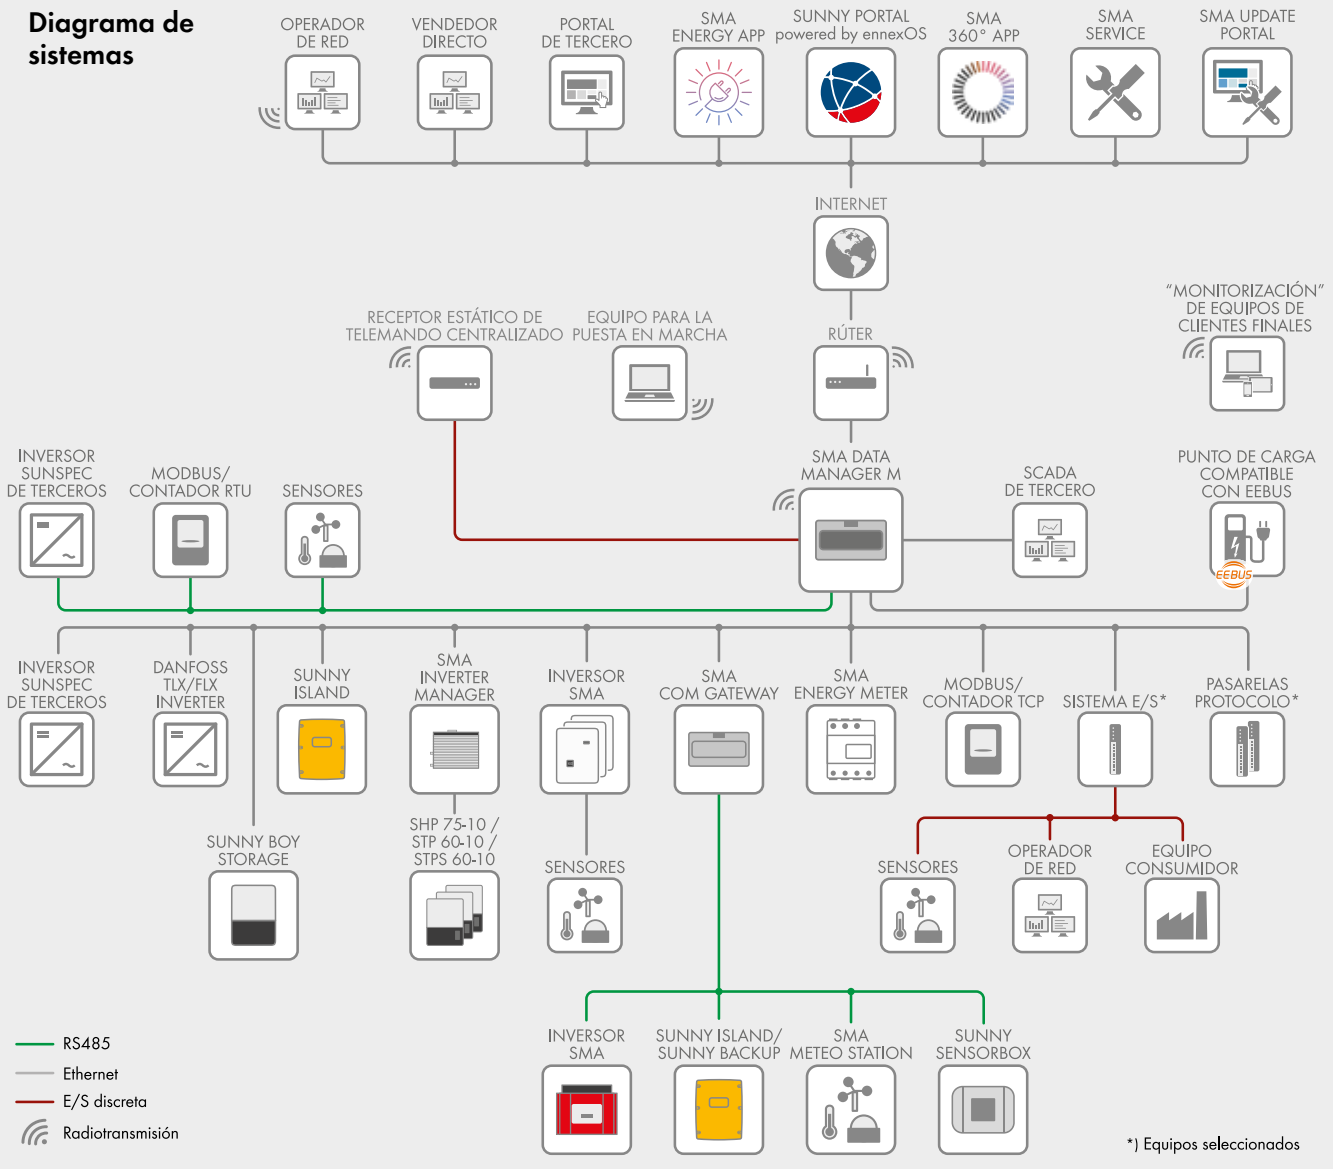 Diagrama de
sistemas
OPERADOR
DE RED
VENDEDOR
DIRECTO
PORTAL
DE TERCERO
SMA
ENERGY APP
SUNNY PORTAL
powered by ennexOS
SMA
360° APP
SMA
SERVICE
SMA UPDATE
PORTAL
INTERNET
RECEPTOR ESTÁTICO DE
TELEMANDO CENTRALIZADO
EQUIPO PARA LA
PUESTA EN MARCHA
RÚTER
“MONITORIZACIÓN”
DE EQUIPOS DE
CLIENTES FINALES
INVERSOR
SUNSPEC
DE TERCEROS
MODBUS/
CONTADOR RTU
SENSORES
SMA DATA
MANAGER M
SCADA
DE TERCERO
PUNTO DE CARGA
COMPATIBLE
CON EEBUS
EEBUS
INVERSOR
SUNSPEC
DE TERCEROS
DANFOSS
TLX/FLX
INVERTER
SUNNY
ISLAND
SMA
INVERTER
MANAGER
INVERSOR
SMA
SMA
COM GATEWAY
SMA
ENERGY METER
MODBUS/
CONTADOR TCP
SISTEMA E/S*
PASARELAS
PROTOCOLO*
SUNNY BOY
STORAGE
SHP 75-10 /
STP 60-10 /
STPS 60-10
SENSORES
SENSORES
OPERADOR
DE RED
EQUIPO
CONSUMIDOR
INVERSOR
SMA
SUNNY ISLAND/
SUNNY BACKUP
SMA
METEO STATION
SUNNY
SENSORBOX
RS485
Ethernet
E/S discreta
Radiotransmisión
*) Equipos seleccionados